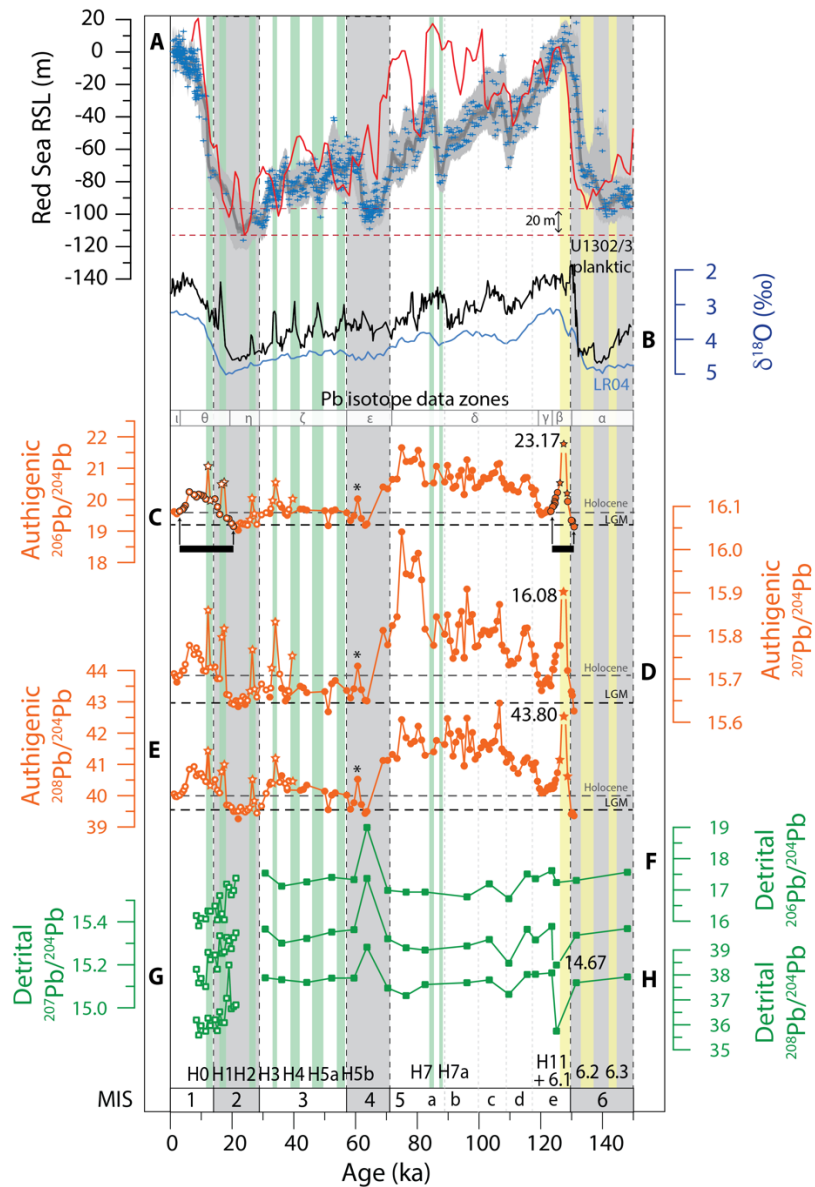 A
Red Sea RSL (m)
20
0
-20
-40
-60
-80
-100
-120
-140
20 m
U1302/3
planktic
B
2
3
4
5
δ18O (‰)
LR04
Pb isotope data zones
ι
θ
η
ζ
ε
δ
γ
β
α
C
Authigenic
206Pb/204Pb
22
21
20
19
18
23.17
*
Holocene
LGM
D
Authigenic
207Pb/204Pb
16.1
16.0
15.9
15.8
15.7
15.6
16.08
*
Holocene
LGM
E
Authigenic
208Pb/204Pb
44
43
42
41
40
39
43.80
*
Holocene
LGM
F
Detrital
206Pb/204Pb
19
18
17
16
G
Detrital
207Pb/204Pb
15.4
15.2
15.0
14.67
H
Detrital
208Pb/204Pb
39
38
37
36
35
H0 H1 H2 H3 H4 H5a H5b H7 H7a H11 + 6.1 6.2 6.3
MIS 1 2 3 4 5 a b c d e 6
0 20 40 60 80 100 120 140
Age (ka)